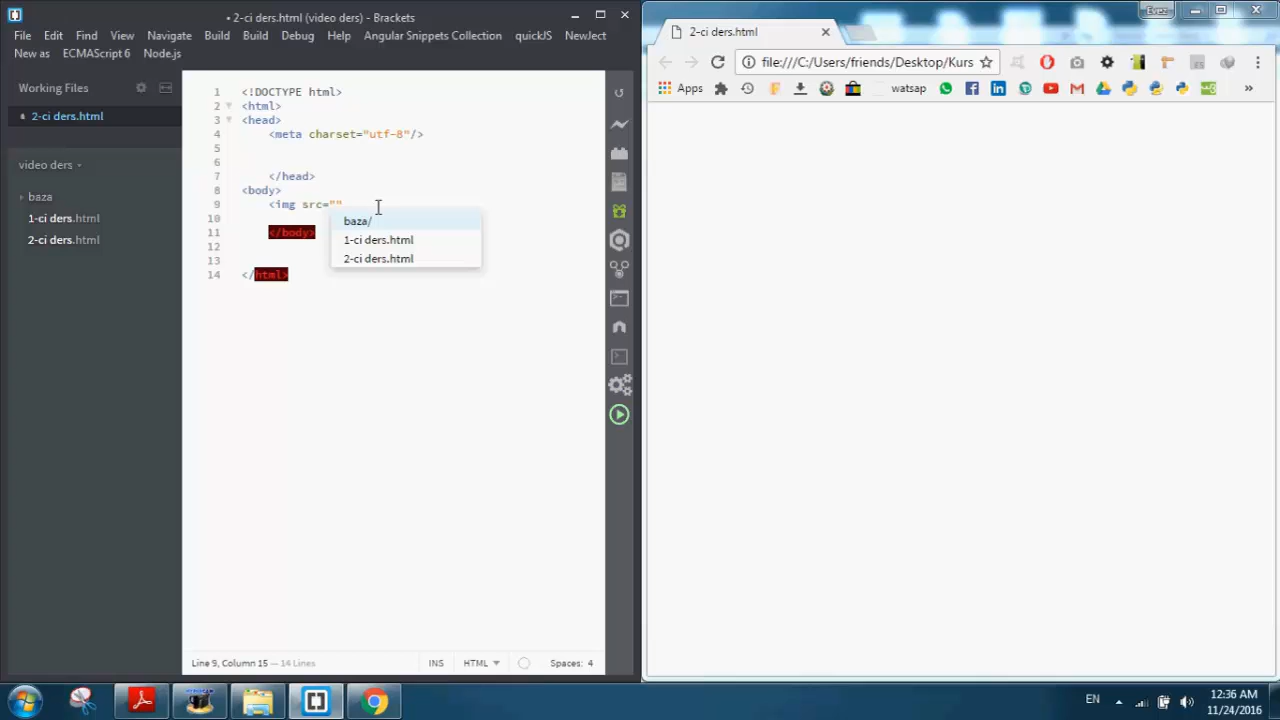 • 2-ci ders.html (video ders) - Brackets
File Edit Find View Navigate Build Build Debug Help Angular Snippets Collection quickJS NewJect
New as ECMAScript6 Node.js
Working Files
2-ci ders.html
video ders
baza
1-ci ders.html
2-ci ders.html
1 <!DOCTYPE html>
2 <html>
3 <head>
4 <meta charset="utf-8"/>
5
6
7 </head>
8 <body>
9 <img src=""
10
11 </body>
12
13
14 </html>
baza/
1-ci ders.html
2-ci ders.html
Line 9, Column 15 — 14 Lines
INS HTML Spaces: 4
Evez
2-ci ders.html
file:///C:/Users/friends/Desktop/Kurs
Apps watsap »
EN
12:36 AM
11/24/2016